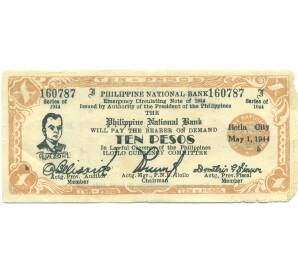 160787 J PHILIPPINE NATIONAL BANK 160787 J
Series of 1944 Emergency Circulating Note of 1944 Series of 1944
Issued by Authority of the President of the Philippines
THE
Philippine National Bank
WILL PAY THE BEARER ON DEMAND
TEN PESOS
Iloilo City
May 1, 1944
In Lawful Currency of the Philippines
ILOILO CURRENCY COMMITTEE
Actg. Prov. Auditor Actg. Mgr. P.N.B. Iloilo Actg. Prov. Fiscal
Member Chairman Member